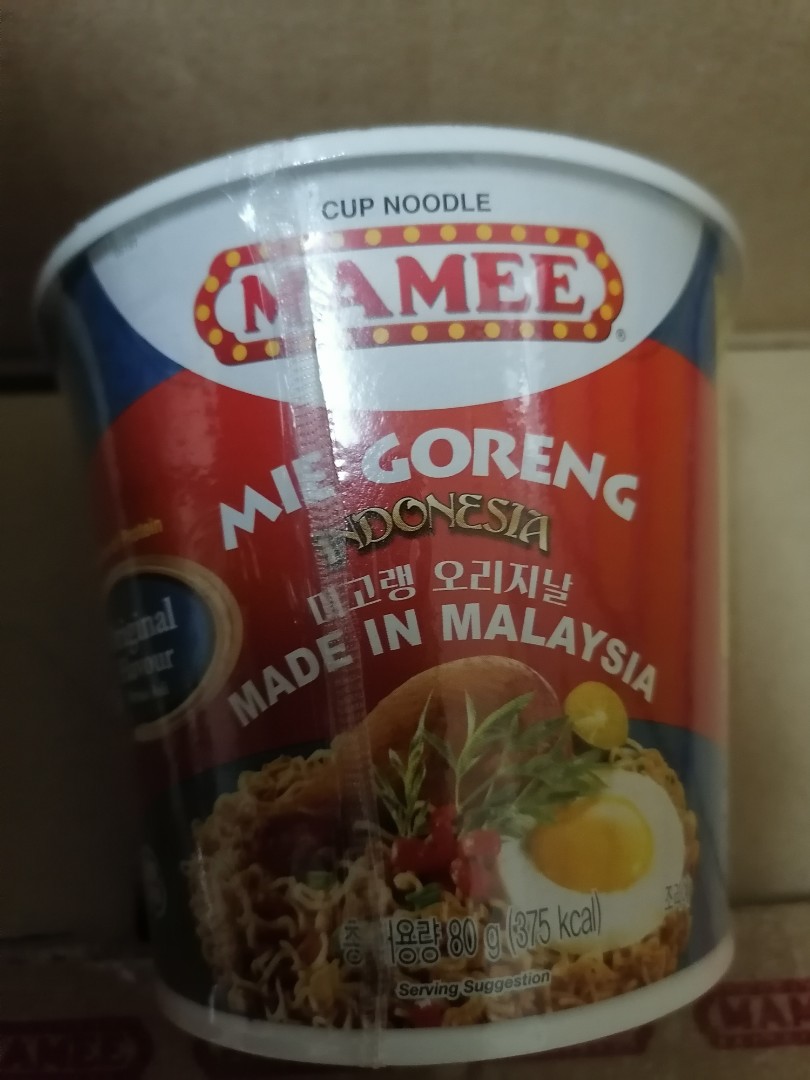 CUP NOODLE
MAMEE
®
MIE GORENG
INDONESIA
미고랭 오리지날
MADE IN MALAYSIA
80 g (375 kcal)
Serving Suggestion
MAMEE